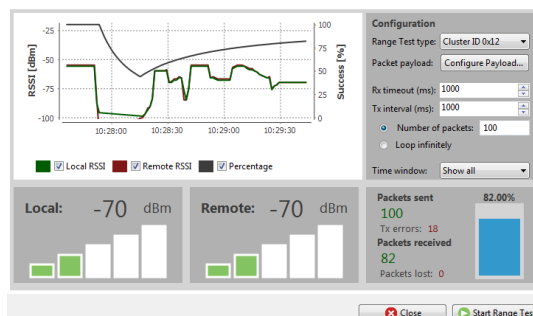 RSSI [dBm]
-25
-50
-75
-100
100
75
50
25
0
Success [%]
10:28:00 10:28:30 10:29:00 10:29:30
Local RSSI Remote RSSI Percentage
Configuration
Range Test type: Cluster ID 0x12
Packet payload: Configure Payload...
Rx timeout (ms): 1000
Tx interval (ms): 1000
Number of packets: 100
Loop infinitely
Time window: Show all
Local: -70 dBm
Remote: -70 dBm
Packets sent 82.00%
100
Tx errors: 18
Packets received
82
Packets lost: 0
Close Start Range Test